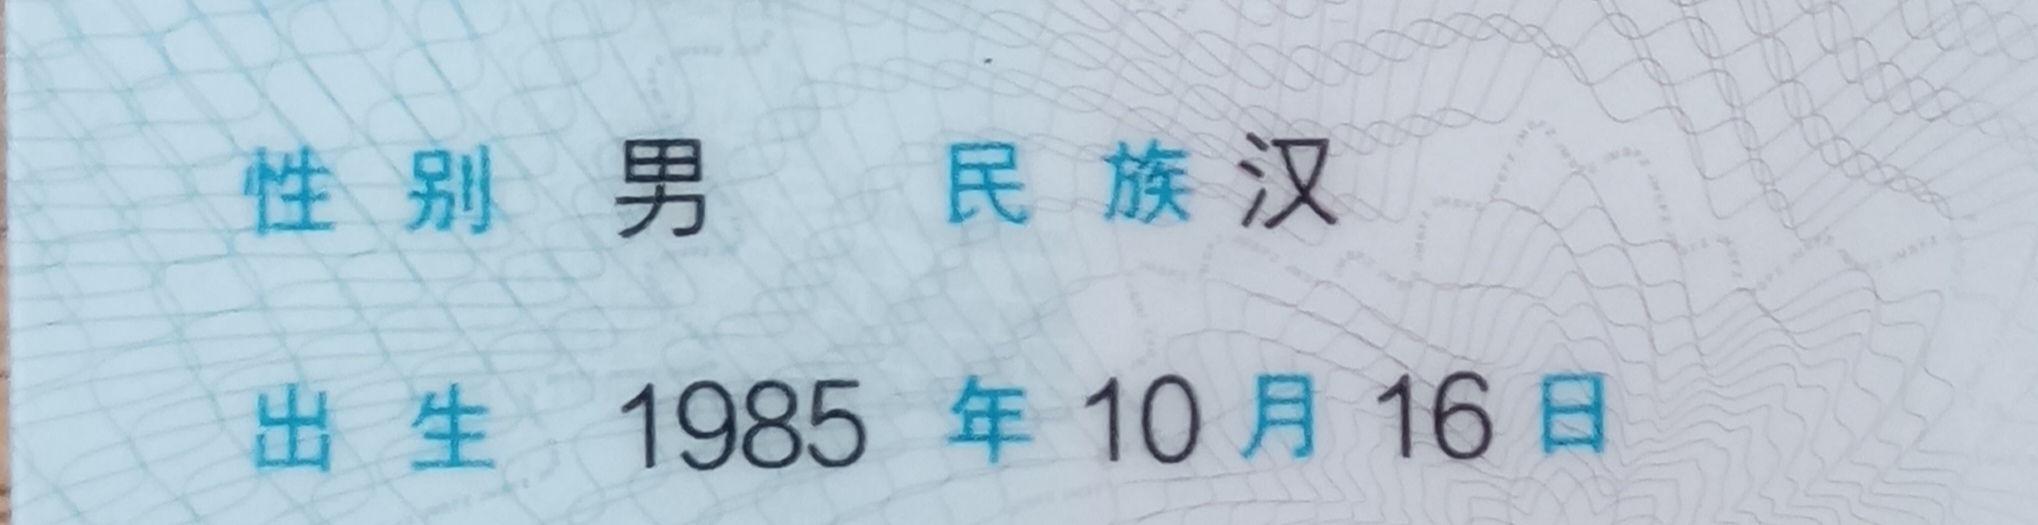 性别 男 民族 汉
出生 1985 年 10 月 16 日